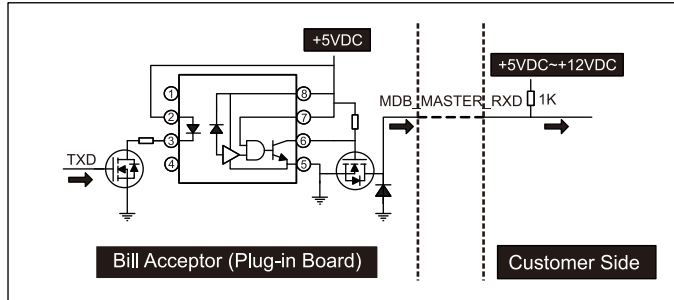 +5VDC
+5VDC~+12VDC
1
8
MDB_MASTER_RXD
1K
2
7
3
6
TXD
4
5
Bill Acceptor (Plug-in Board)
Customer Side